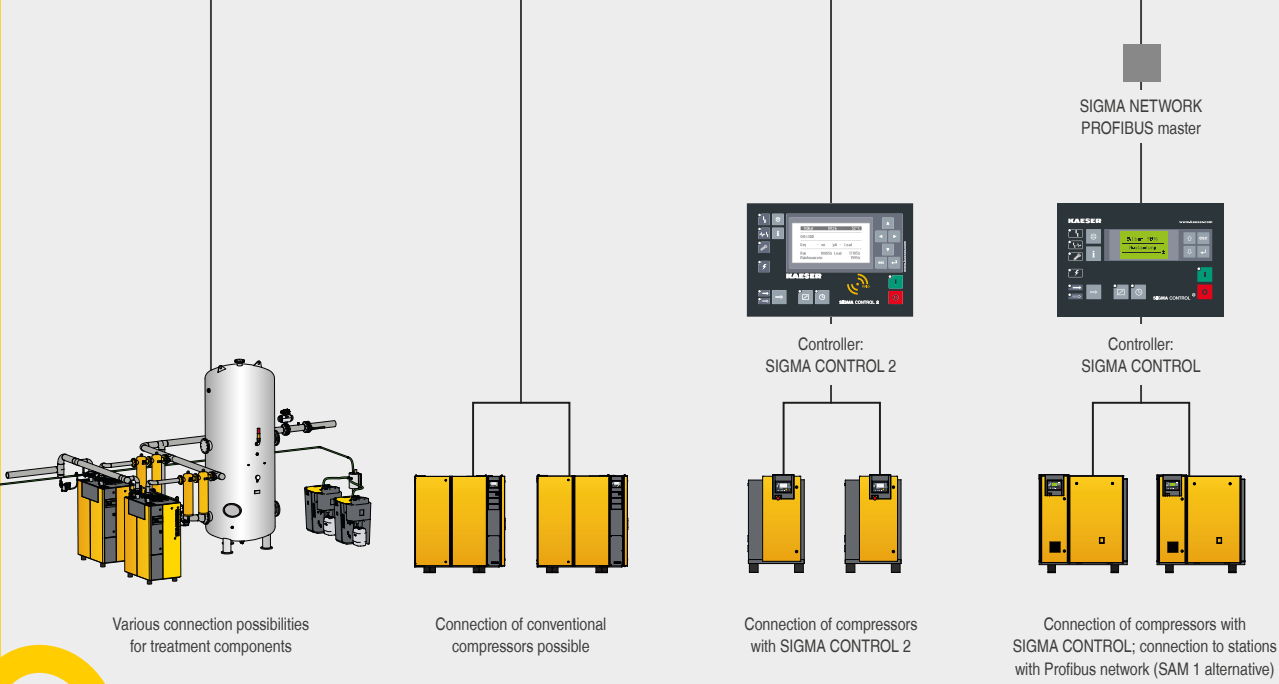 SIGMA NETWORK
PROFIBUS master
KAESER
SIGMA CONTROL 2
KAESER
SIGMA CONTROL
Controller:
SIGMA CONTROL 2
Controller:
SIGMA CONTROL
Various connection possibilities
for treatment components
Connection of conventional
compressors possible
Connection of compressors
with SIGMA CONTROL 2
Connection of compressors with
SIGMA CONTROL; connection to stations
with Profibus network (SAM 1 alternative)